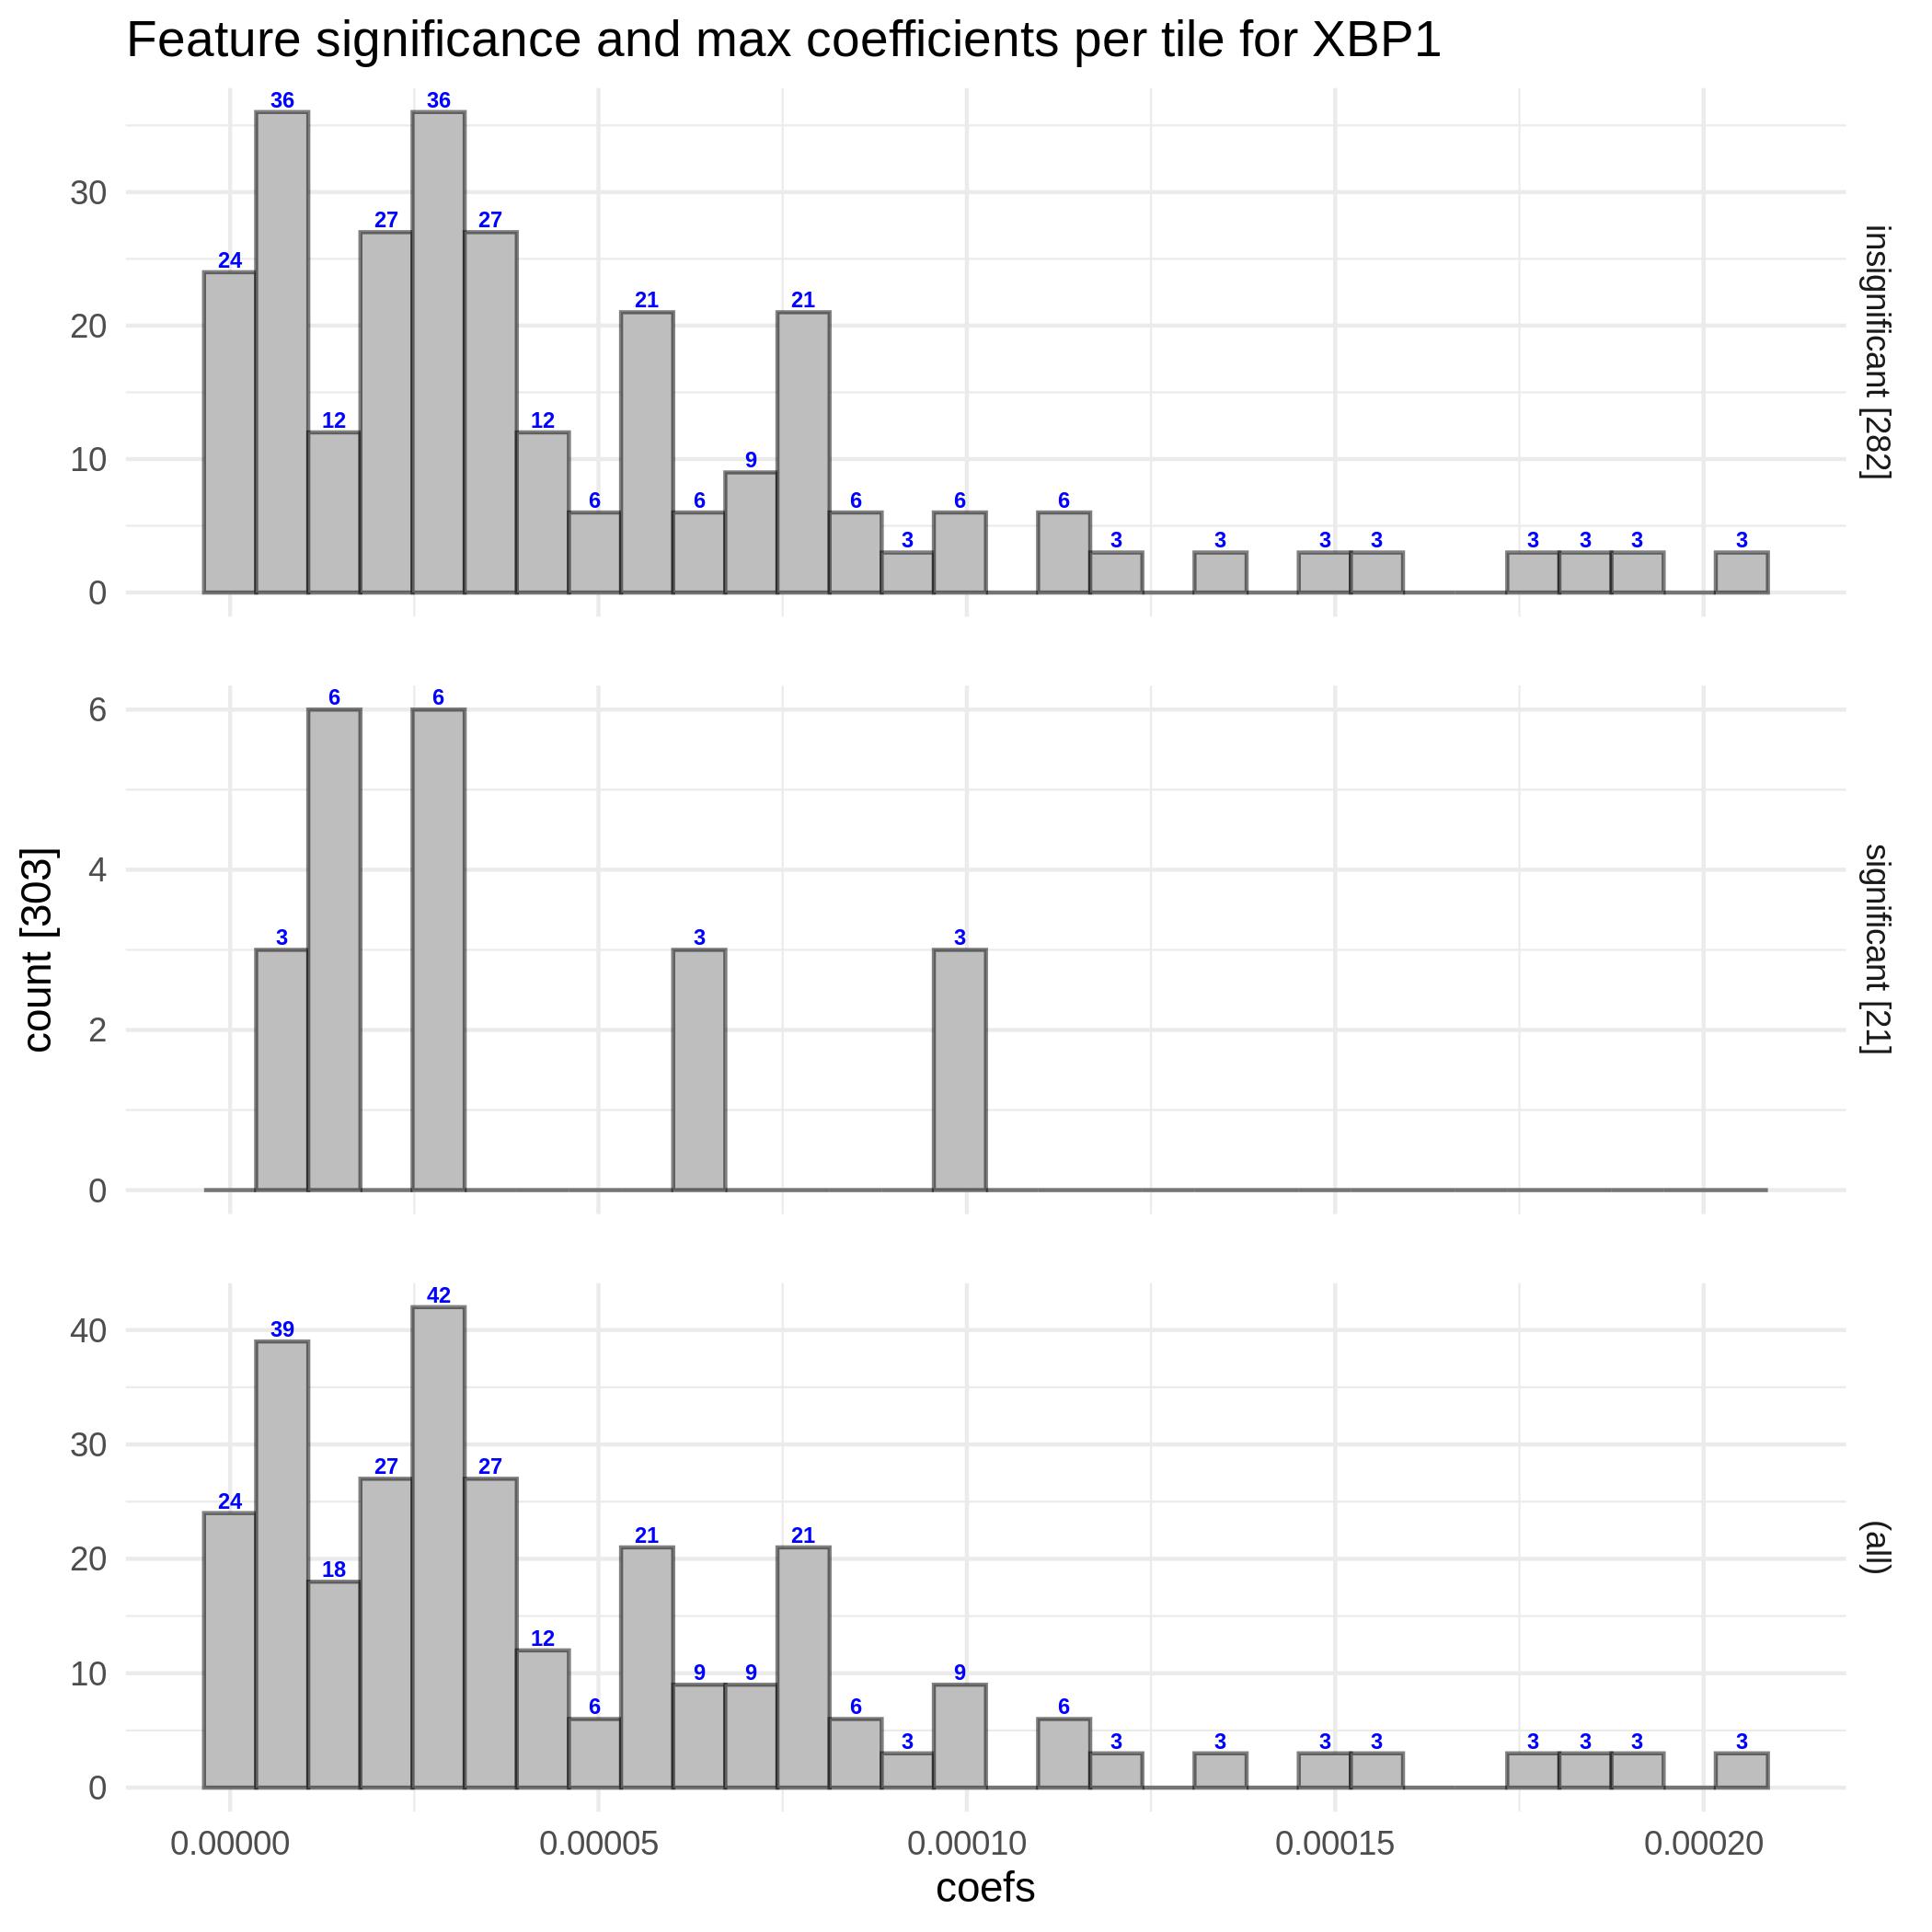 Feature significance and max coefficients per tile for XBP1
36 36
30
27 27
24
21 21
20
12 12
10
9
6 6 6 6 6
3 3 3 3 3 3 3 3 3
0
insignificant [282]
6 6
6
4
3 3 3
2
0
significant [21]
count [303]
42
40
39
30
27 27
24
21 21
20
18
12
10
9 9 9
6 6 6
3 3 3 3 3 3 3 3 3
0
(all)
0.00000 0.00005 0.00010 0.00015 0.00020
coefs